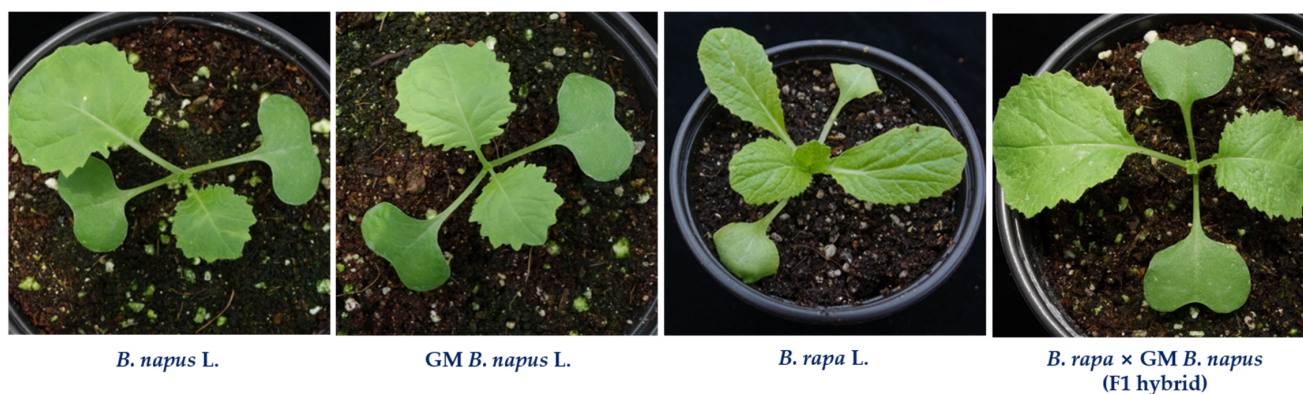 B. napus L.
GM B. napus L.
B. rapa L.
B. rapa × GM B. napus
(F1 hybrid)